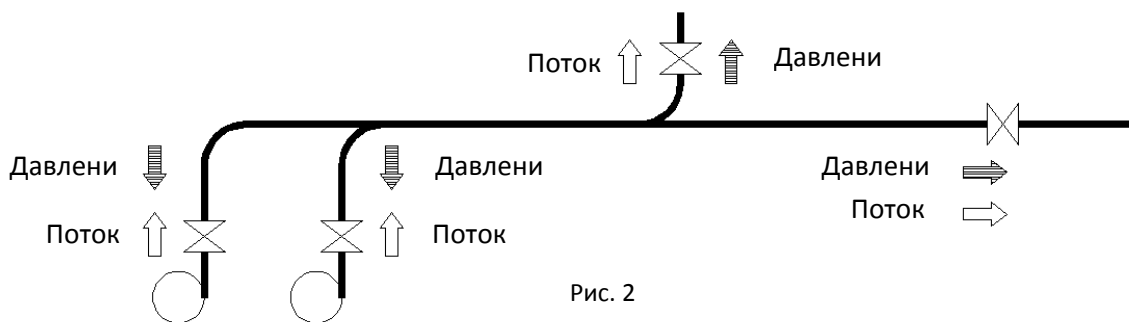 Поток
Давлени
Давлени
Давлени
Давлени
Поток
Поток
Поток
Рис. 2